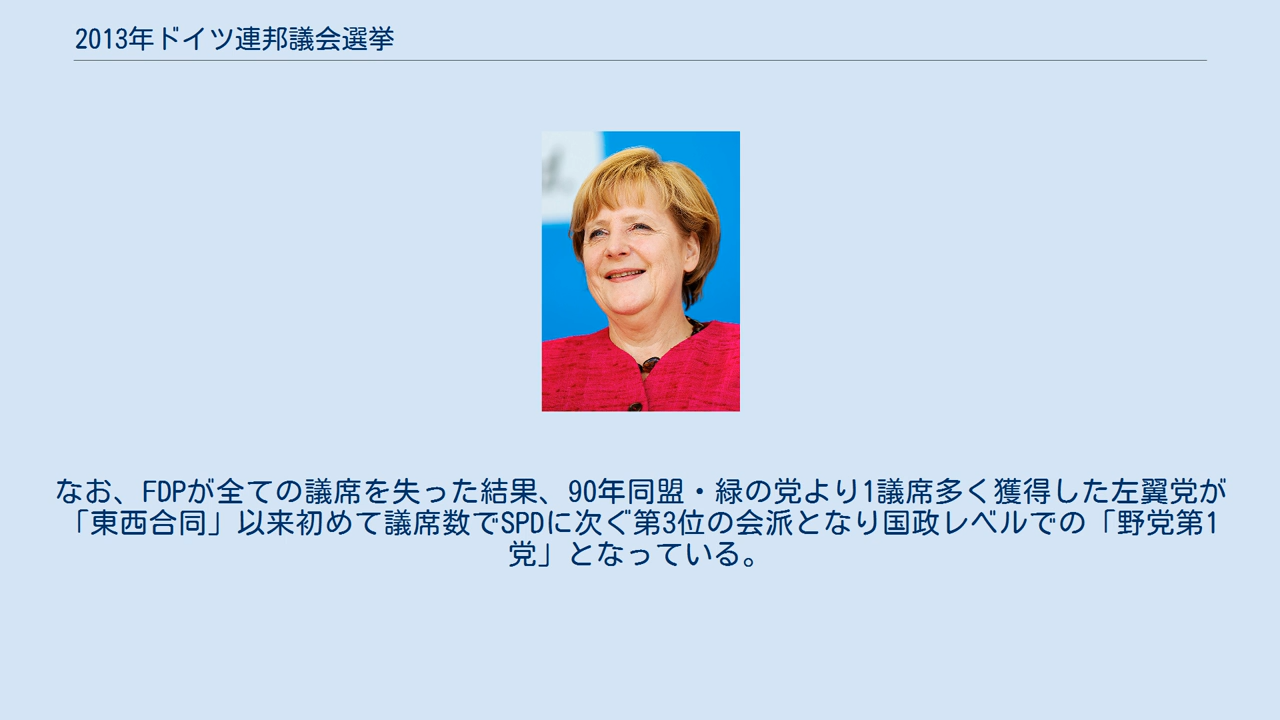 2013年ドイツ連邦議会選挙
なお、FDPが全ての議席を失った結果、90年同盟・緑の党より1議席多く獲得した左翼党が
「東西合同」以来初めて議席数でSPDに次ぐ第3位の会派となり国政レベルでの「野党第1
党」となっている。